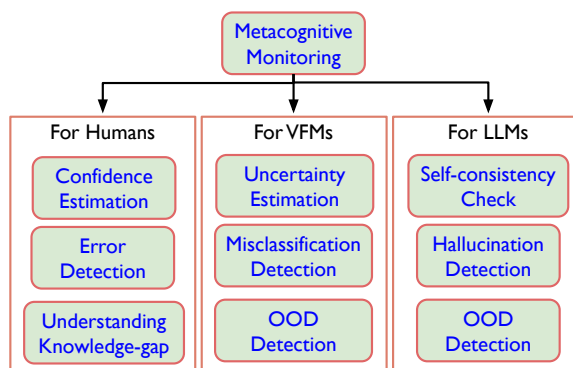 Metacognitive
Monitoring
For Humans
Confidence
Estimation
Error
Detection
Understanding
Knowledge-gap
For VFMs
Uncertainty
Estimation
Misclassification
Detection
OOD
Detection
For LLMs
Self-consistency
Check
Hallucination
Detection
OOD
Detection